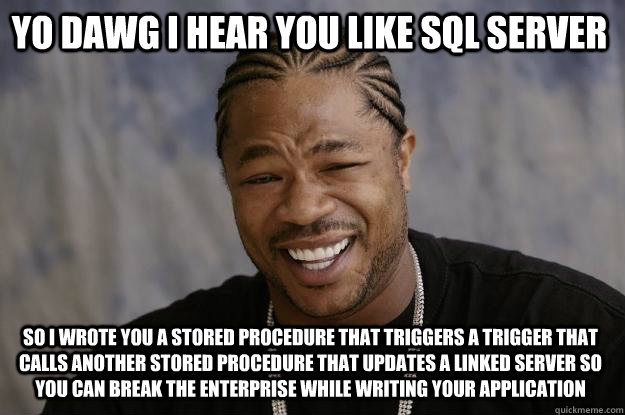 YO DAWG I HEAR YOU LIKE SQL SERVER
SO I WROTE YOU A STORED PROCEDURE THAT TRIGGERS A TRIGGER THAT
CALLS ANOTHER STORED PROCEDURE THAT UPDATES A LINKED SERVER SO
YOU CAN BREAK THE ENTERPRISE WHILE WRITING YOUR APPLICATION
quickmeme.com